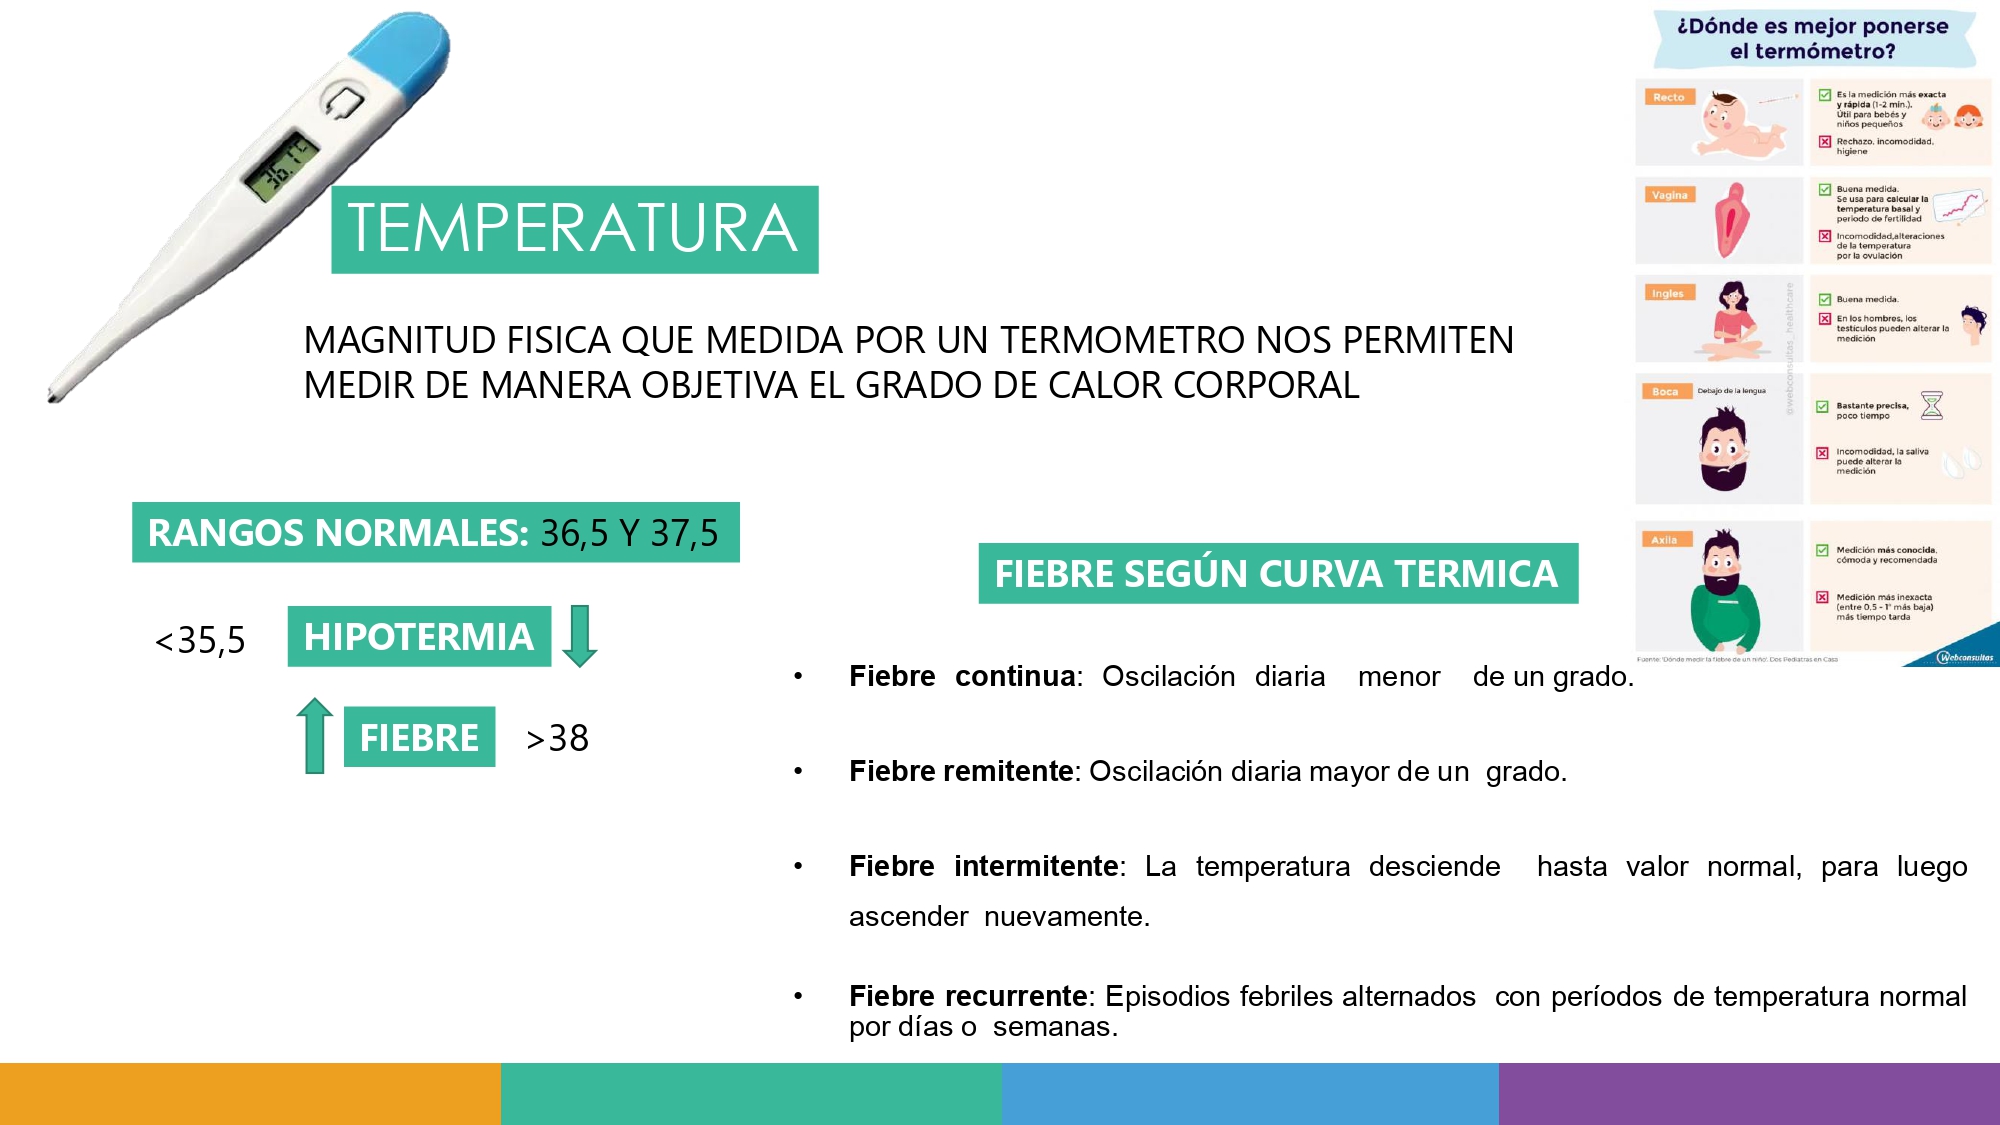 36.1°C
TEMPERATURA
MAGNITUD FISICA QUE MEDIDA POR UN TERMOMETRO NOS PERMITEN
MEDIR DE MANERA OBJETIVA EL GRADO DE CALOR CORPORAL
RANGOS NORMALES: 36,5 Y 37,5
<35,5 HIPOTERMIA
FIEBRE >38
¿Dónde es mejor ponerse
el termómetro?
Recto
Es la medición más exacta
y rápida (1-2 min.).
Útil para bebés y
niños pequeños
Rechazo, incomodidad,
higiene
Vagina
Buena medida.
Se usa para calcular la
temperatura basal y
periodo de fertilidad
Incomodidad,alteraciones
de la temperatura
por la ovulación
Ingles
Buena medida.
En los hombres, los
testículos pueden alterar la
medición
@webconsultas_healthcare
Boca Debajo de la lengua
Bastante precisa,
poco tiempo
Incomodidad, la saliva
puede alterar la
medición
Axila
Medición más conocida,
cómoda y recomendada
Medición más inexacta
(entre 0,5 - 1° más baja)
más tiempo tarda
Fuente: 'Dónde medir la fiebre de un niño'. Dos Pediatras en Casa
Webconsultas
FIEBRE SEGÚN CURVA TERMICA
• Fiebre continua: Oscilación diaria menor de un grado.
• Fiebre remitente: Oscilación diaria mayor de un grado.
• Fiebre intermitente: La temperatura desciende hasta valor normal, para luego
ascender nuevamente.
• Fiebre recurrente: Episodios febriles alternados con períodos de temperatura normal
por días o semanas.